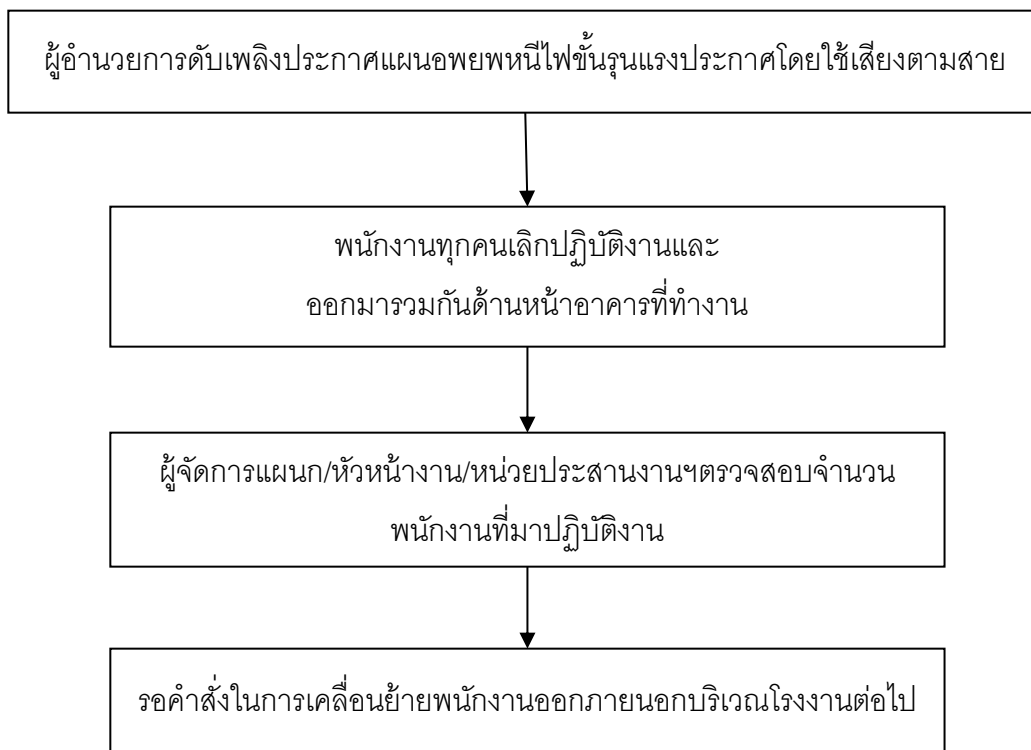 ผู้อำนวยการดับเพลิงประกาศแผนอพยพหนีไฟขั้นรุนแรงประกาศโดยใช้เสียงตามสาย
พนักงานทุกคนเลิกปฏิบัติงานและ
ออกมารวมกันด้านหน้าอาคารที่ทำงาน
ผู้จัดการแผนก/หัวหน้างาน/หน่วยประสานงานฯตรวจสอบจำนวน
พนักงานที่มาปฏิบัติงาน
รอคำสั่งในการเคลื่อนย้ายพนักงานออกภายนอกบริเวณโรงงานต่อไป